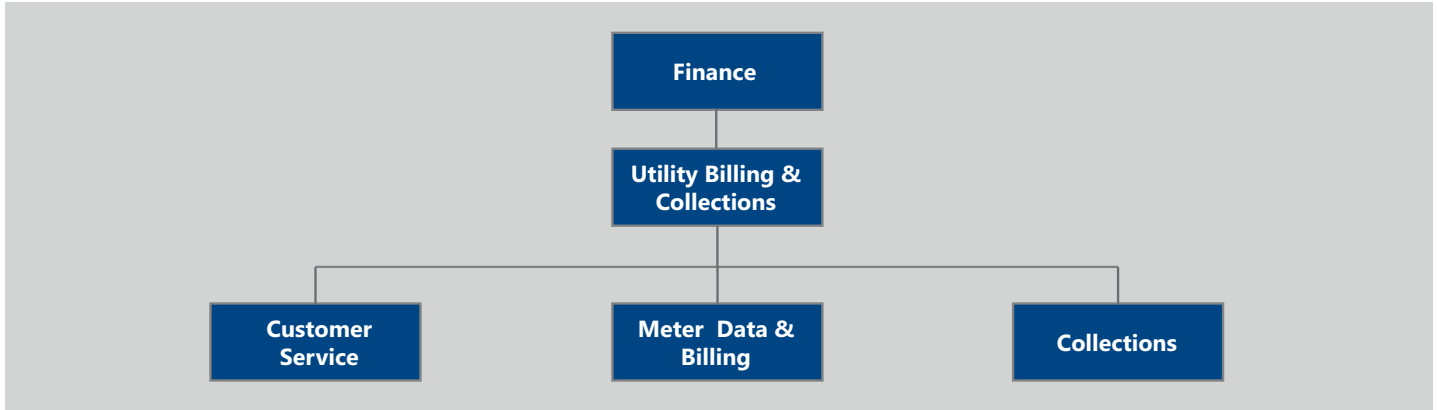 Finance
Utility Billing &
Collections
Customer
Service
Meter Data &
Billing
Collections